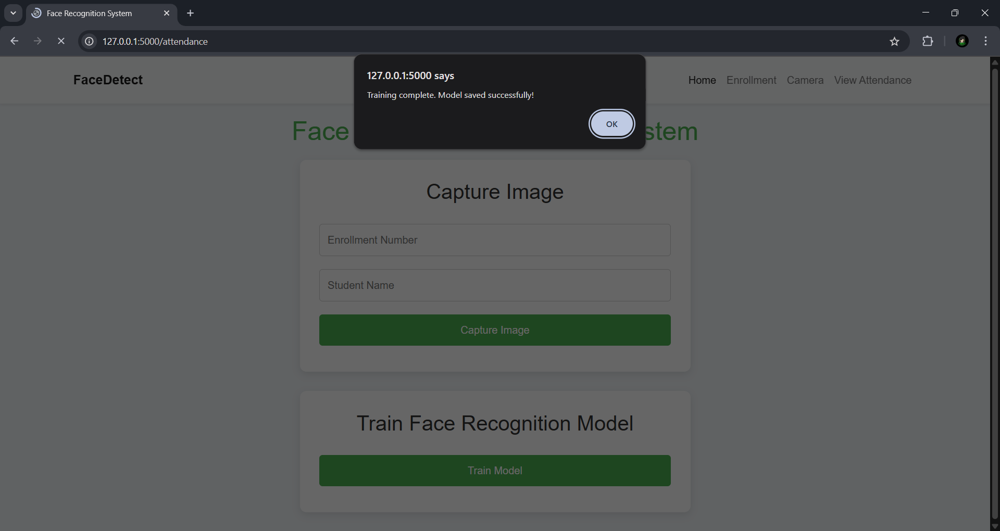 Face Recognition System
127.0.0.1:5000/attendance
127.0.0.1:5000 says
Training complete. Model saved successfully!
OK
FaceDetect
Home Enrollment Camera View Attendance
Face stem
Capture Image
Enrollment Number
Student Name
Capture Image
Train Face Recognition Model
Train Model